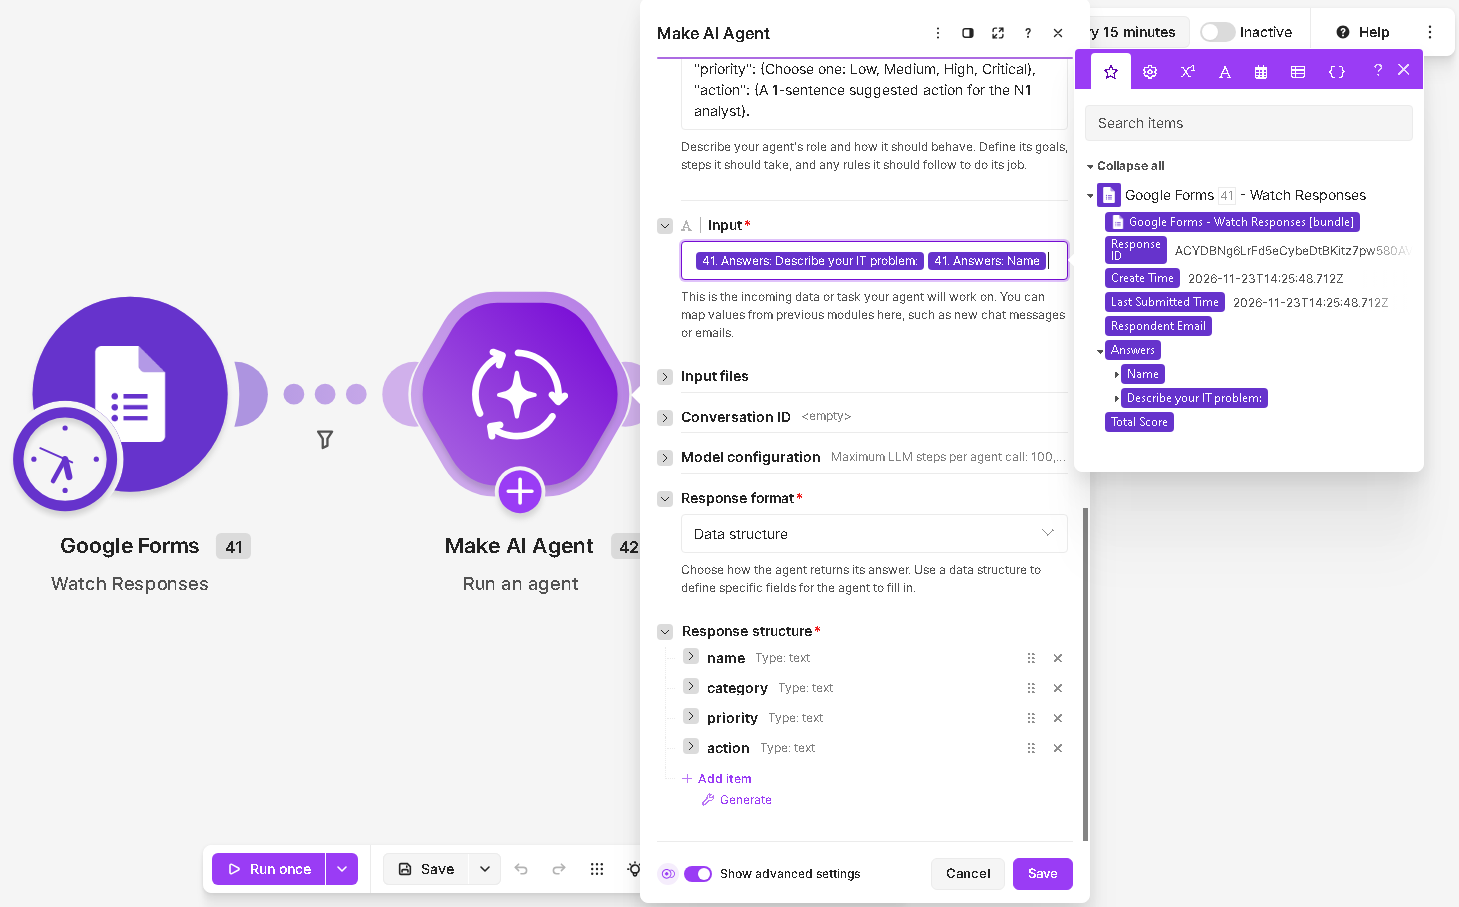 Make AI Agent
?
y 15 minutes
Inactive
? Help
"priority": {Choose one: Low, Medium, High, Critical},
"action": {A 1-sentence suggested action for the N1
analyst}.
Describe your agent's role and how it should behave. Define its goals,
steps it should take, and any rules it should follow to do its job.
A
Input*
41. Answers: Describe your IT problem: 41. Answers: Name
This is the incoming data or task your agent will work on. You can
map values from previous modules here, such as new chat messages
or emails.
Input files
Conversation ID <empty>
Model configuration Maximum LLM steps per agent call: 100,...
Response format*
Data structure
Choose how the agent returns its answer. Use a data structure to
define specific fields for the agent to fill in.
Response structure*
name Type: text
category Type: text
priority Type: text
action Type: text
+ Add item
Generate
Show advanced settings
Cancel
Save
X¹ A {} ?
Search items
Collapse all
Google Forms 41 - Watch Responses
Google Forms - Watch Responses [bundle]
Response
ID
ACYDBNg6LrFd5eCybeDtBKitz7pw580A
Create Time 2026-11-23T14:25:48.712Z
Last Submitted Time 2026-11-23T14:25:48.712Z
Respondent Email
Answers
Name
Describe your IT problem:
Total Score
Google Forms 41
Watch Responses
Make AI Agent 42
Run an agent
Run once
Save